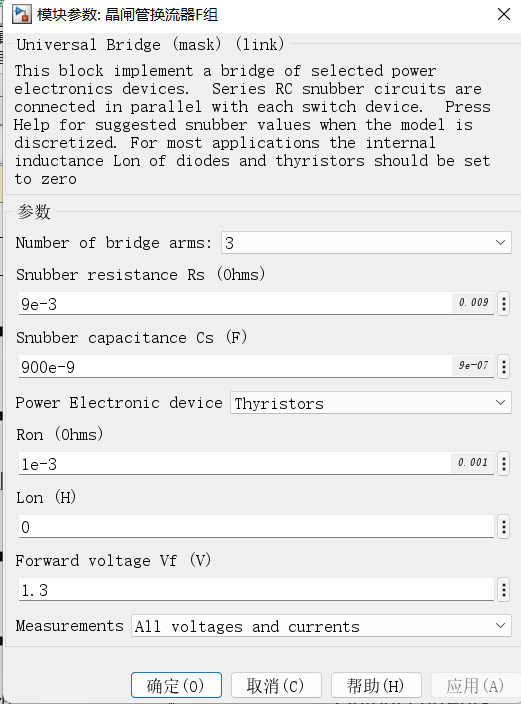 模块参数: 晶闸管换流器F组
Universal Bridge (mask) (link)
This block implement a bridge of selected power
electronics devices.  Series RC snubber circuits are
connected in parallel with each switch device.  Press
Help for suggested snubber values when the model is
discretized. For most applications the internal
inductance Lon of diodes and thyristors should be set
to zero
参数
Number of bridge arms: 3
Snubber resistance Rs (Ohms)
9e-3 0.009
Snubber capacitance Cs (F)
900e-9 9e-07
Power Electronic device Thyristors
Ron (Ohms)
1e-3 0.001
Lon (H)
0
Forward voltage Vf (V)
1.3
Measurements All voltages and currents
确定(O) 取消(C) 帮助(H) 应用(A)